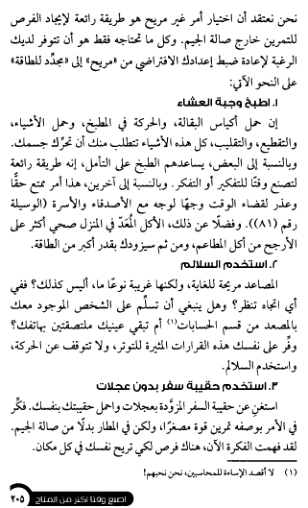 نحن نعتقد أن اختيار أمر غير مريح هو طريقة رائعة لإيجاد الفرص
للتمرين خارج صالة الجيم. وكل ما تحتاجه فقط هو أن تتوفر لديك
الرغبة لإعادة ضبط إعدادك الافتراضي من «مريح» إلى «مجدِّد للطاقة»
على النحو الآتي:
١. اطبخ وجبة العشاء
إن حمل أكياس البقالة، والحركة في المطبخ، وحمل الأشياء،
والتقطيع، والتقليب، كل هذه الأشياء تتطلب منك أن تحرِّك جسمك.
وبالنسبة إلى البعض، يساعدهم الطبخ على التأمل، إنه طريقة رائعة
لتصنع وقتًا للتفكير أو التفكر. وبالنسبة إلى آخرين، هذا أمر ممتع حقًّا
وعذر لقضاء الوقت وجهًا لوجه مع الأصدقاء والأسرة (الوسيلة
رقم (٨١)). وفضلًا عن ذلك، الأكل المُعَدّ في المنزل صحي أكثر على
الأرجح من أكل المطاعم، ومن ثم سيزودك بقدر أكبر من الطاقة.
٢. استخدم السلالم
المصاعد مريحة للغاية، ولكنها غريبة نوعًا ما، أليس كذلك؟ ففي
أي اتجاه تنظر؟ وهل ينبغي أن تسلِّم على الشخص الموجود معك
بالمصعد من قسم الحسابات(١) أم تبقي عينيك ملتصقتين بهاتفك؟
وفِّر على نفسك هذه القرارات المثيرة للتوتر، ولا تتوقف عن الحركة،
واستخدم السلالم.
٣. استخدم حقيبة سفر بدون عجلات
استغنِ عن حقيبة السفر المزوَّدة بعجلات واحمل حقيبتك بنفسك. فكِّر
في الأمر بوصفه تمرين قوة مصغرًا، ولكن في المطار بدلًا من صالة الجيم.
لقد فهمت الفكرة الآن، هناك فرص لكي تريح نفسك في كل مكان.
(١) لا أقصد الإساءة للمحاسبين، نحن نحبهم!
اصنع وقتا أكثر من المتاح ٢٠٥